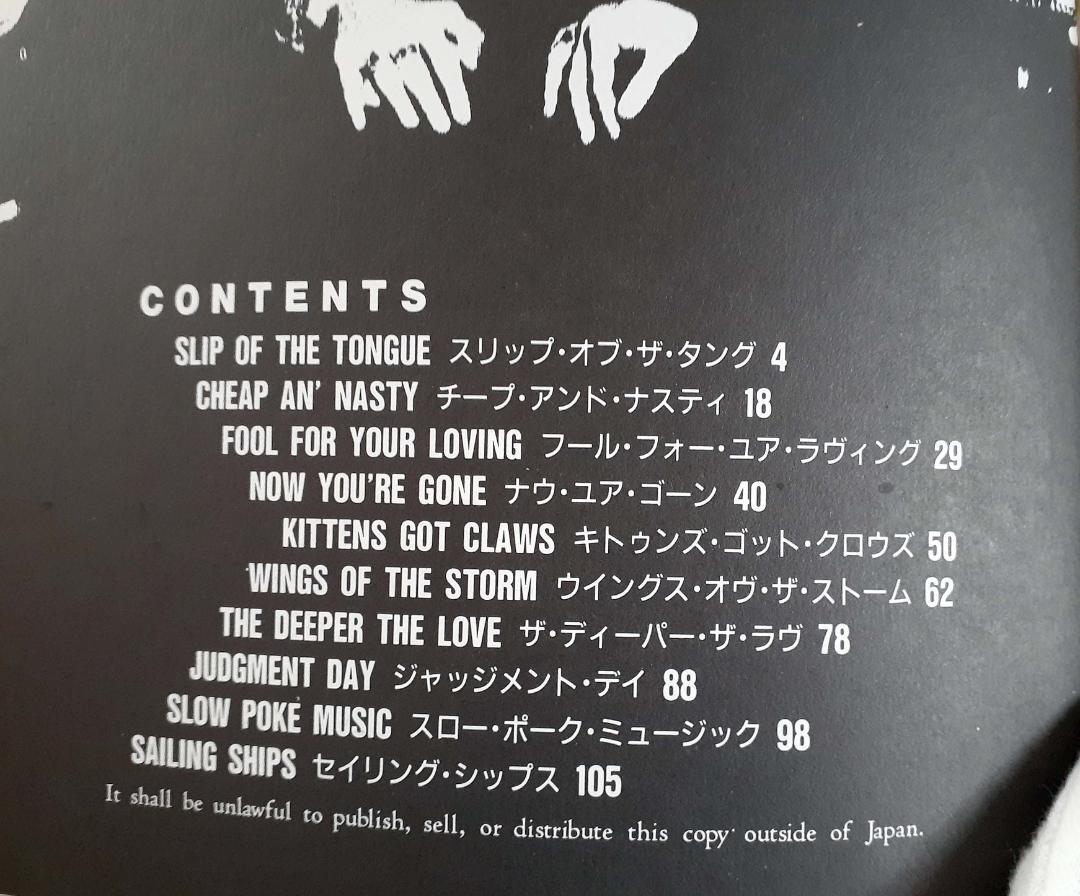 CONTENTS
SLIP OF THE TONGUE スリップ・オブ・ザ・タング 4
CHEAP AN' NASTY チープ・アンド・ナスティ 18
FOOL FOR YOUR LOVING フール・フォー・ユア・ラヴィング 29
NOW YOU'RE GONE ナウ・ユア・ゴーン 40
KITTENS GOT CLAWS キトゥンズ・ゴット・クロウズ 50
WINGS OF THE STORM ウイングス・オヴ・ザ・ストーム 62
THE DEEPER THE LOVE ザ・ディーパー・ザ・ラヴ 78
JUDGMENT DAY ジャッジメント・デイ 88
SLOW POKE MUSIC スロー・ポーク・ミュージック 98
SAILING SHIPS セイリング・シップス 105
It shall be unlawful to publish, sell, or distribute this copy outside of Japan.